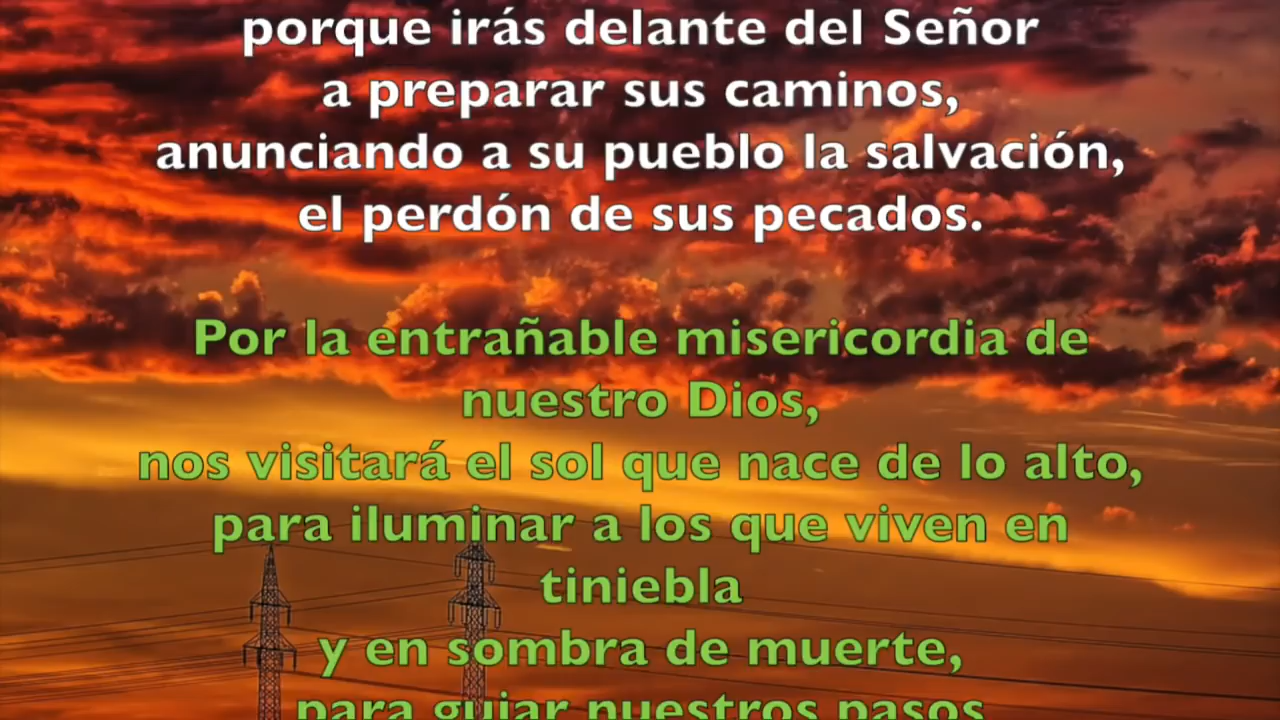 porque irás delante del Señor
a preparar sus caminos,
anunciando a su pueblo la salvación,
el perdón de sus pecados.
Por la entrañable misericordia de
nuestro Dios,
nos visitará el sol que nace de lo alto,
para iluminar a los que viven en
tiniebla
y en sombra de muerte,
para guiar nuestros pasos